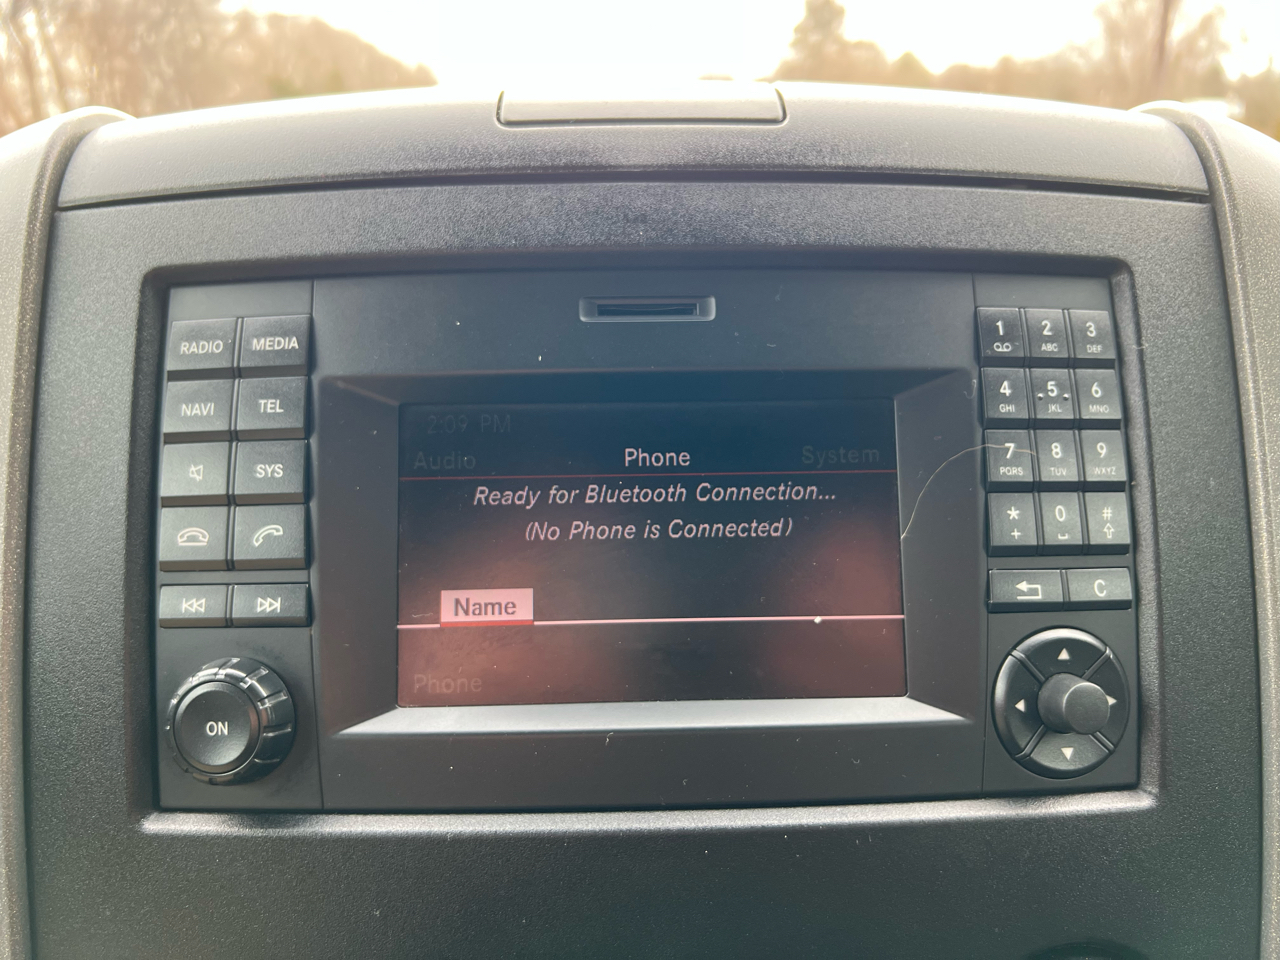 RADIO MEDIA
NAVI TEL
SYS
ON
2:09 PM
Audio Phone System
Ready for Bluetooth Connection...
(No Phone is Connected)
Name
Phone
1 2 ABC 3 DEF
4 GHI 5 JKL 6 MNO
7 PQRS 8 TUV 9 WXYZ
* + 0 #
C